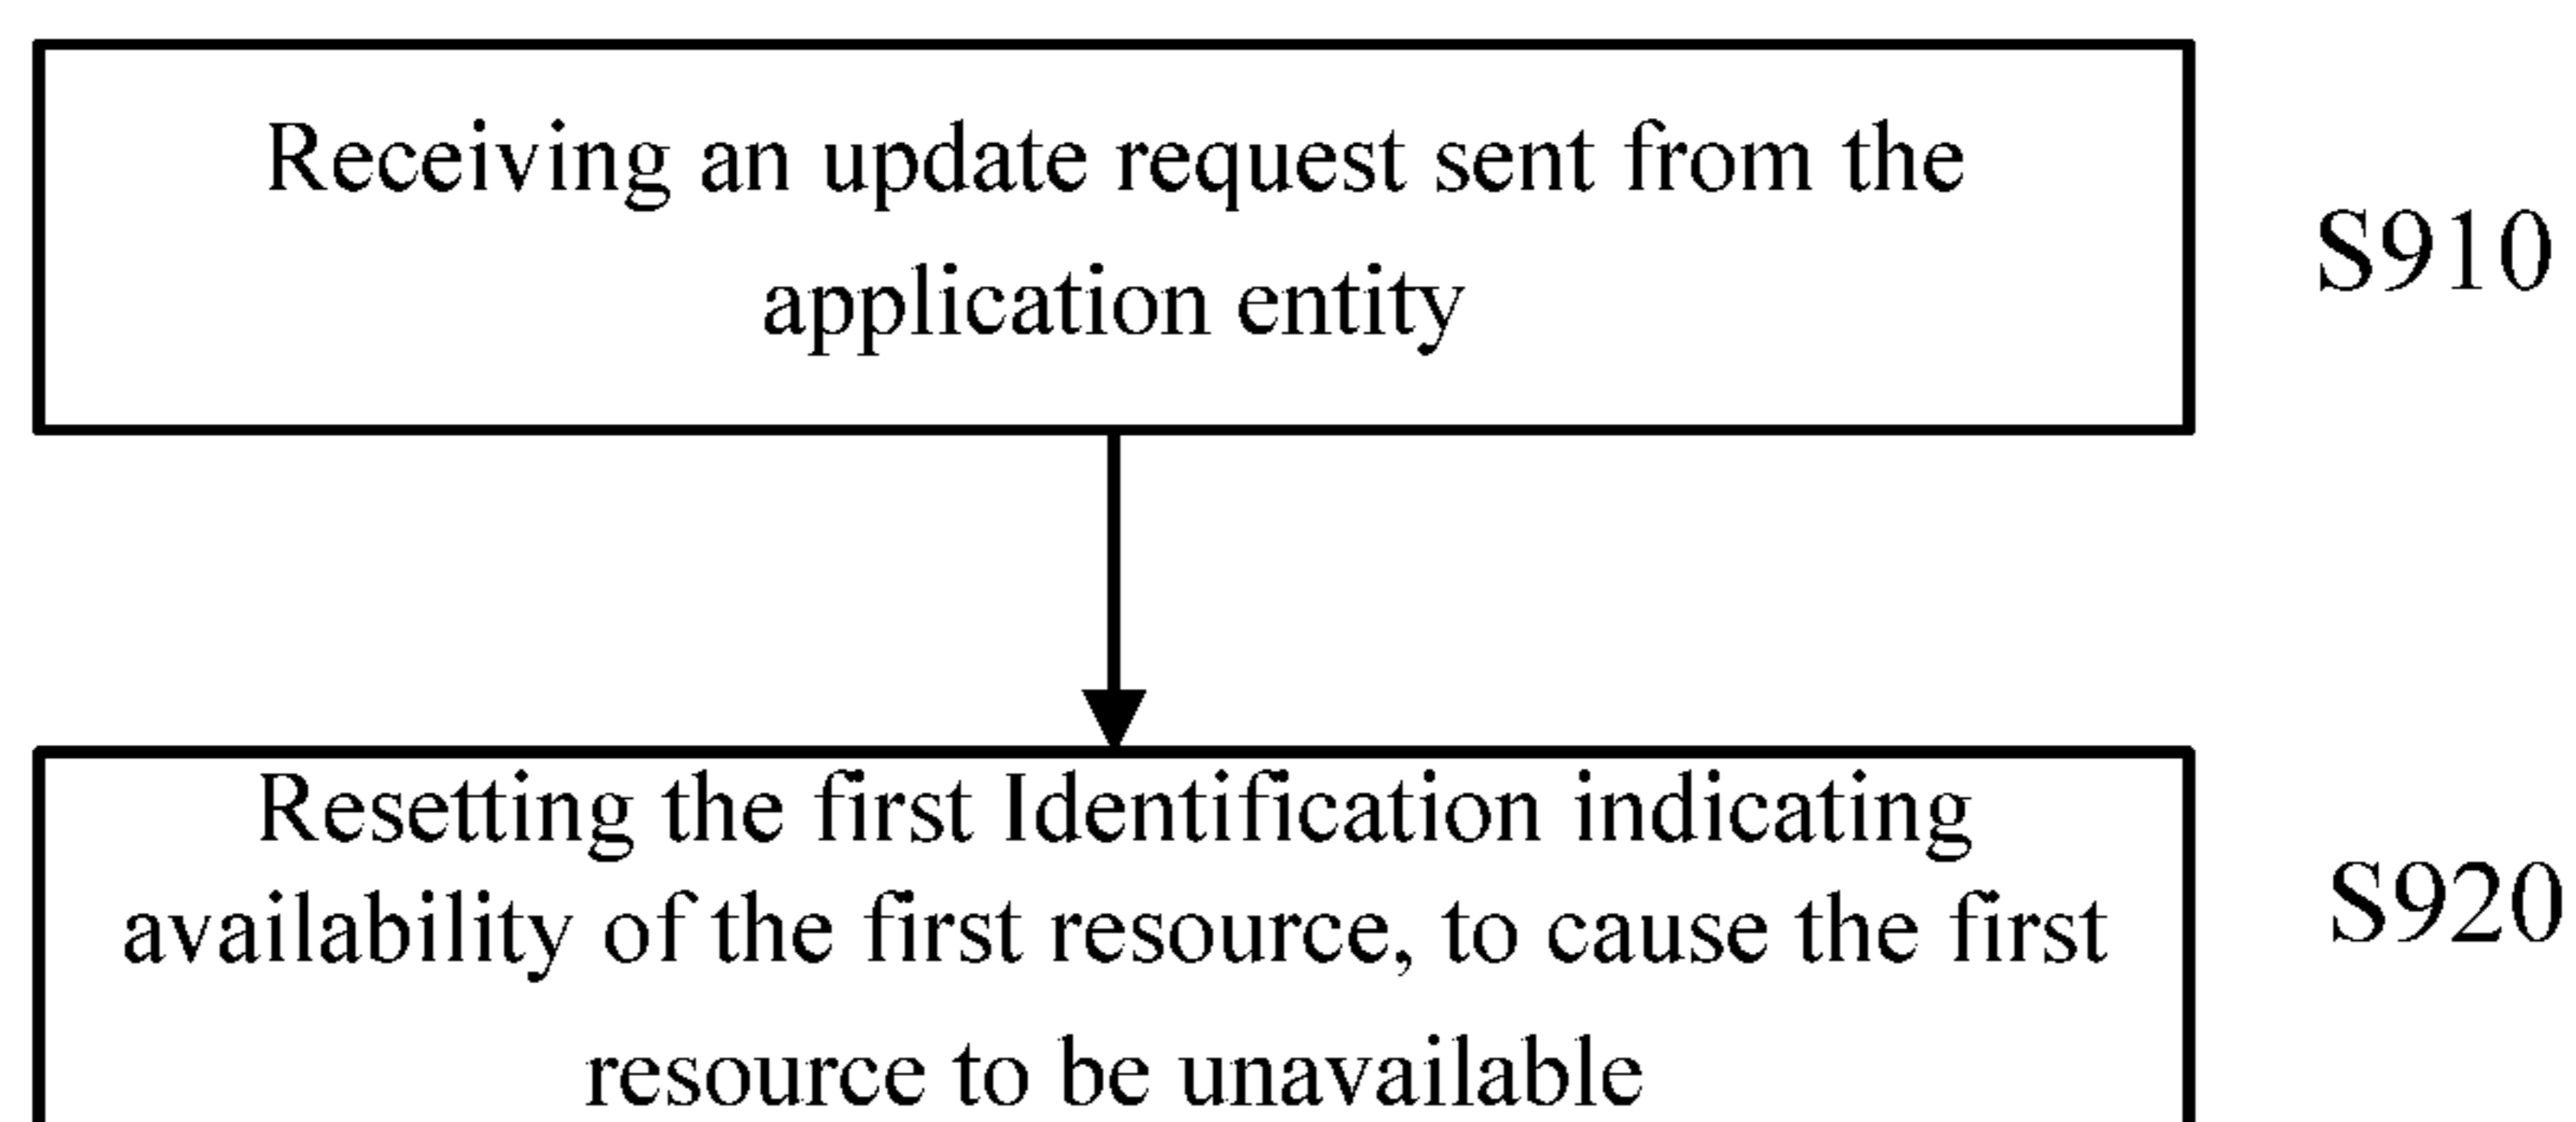 Receiving an update request sent from the
application entity
S910
Resetting the first Identification indicating
availability of the first resource, to cause the first
resource to be unavailable
S920